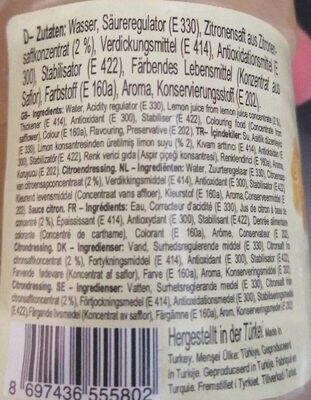 D- Zutaten: Wasser, Säureregulator (E 330), Zitronensaft aus Zitronen-
saftkonzentrat (2 %), Verdickungsmittel (E 414), Antioxidationsmittel (E
300), Stabilisator (E 422), Färbendes Lebensmittel (Konzentrat aus
Saflor), Farbstoff (E 160a), Aroma, Konservierungsstoff (E 202).
GB- Ingredients: Water, Acidity regulator (E 330), Lemon juice from lemon juice concentrate (2 %),
Thickener (E 414), Antioxidant (E 300), Stabiliser (E 422), Colouring food (Concentrate from
safflower), Colour (E 160a), Flavouring, Preservative (E 202). TR- İçindekiler: Su, Asitlik düzenleyici
(E 330), Limon konsantresinden üretilmiş limon suyu (% 2), Kıvam arttırıcı (E 414), Antioksidan (E
300), Stabilizatör(E 422), Renk verici gıda (Aspir çiçeği konsantresi), Renklendirici (E 160a), Aroma,
Koruyucu (E 202). Citroendressing. NL - Ingrediënten: Water, Zuurteregelaar (E 330), Citroensap
van citroensapconcentraat (2 %), Verdikkingsmiddel (E 414), Antioxidant (E 300), Stabilisator (E 422),
Kleurend levensmiddel (Concentraat vans affloer), Kleurstof (E 160a), Aroma, Conserveermiddel (E
202). Sauce citron. FR - Ingrédients: Eau, Correcteur d'acidité (E 330), Jus de citron à base de
concentré (2 %), Épaississant (E 414), Antioxydant (E 300), Stabilisant (E 422), Denrée alimentaire
colorante (Concentré de carthame), Colorant (E 160a), Arôme, Conservateur (E 202).
Citrondressing. DK - Ingredienser: Vand, Surhedsregulerende middel (E 330), Citronsaft fra
citronsaftkoncentrat (2 %), Fortykningsmiddel (E 414), Antioxidant (E 300), Stabilisator (E 422),
Farvende fødevare (Koncentrat af saflor), Farve (E 160a), Aroma, Konserveringsmiddel (E 202).
Citrondressing. SE - Ingredienser: Vatten, Surhetsreglerande medel (E 330), Citronsaft från
citronsaftkoncentrat (2 %), Förtjockningsmedel (E 414), Antioxidationsmedel (E 300), Stabiliseringsmedel
(E 422), Färgande livsmedel (Koncentrat av safflor), Färgämne (E 160a), Arom, Konserveringsmedel (E 202).
Hergestellt in der Türkei. Made in
Turkey. Menşei Ülke: Türkiye, Geproduceerd
in Turkije. Geproduceerd in Turkije. Fabriqué en
Turquie. Fremstillet i Tyrkiet. Tillverkad Turkiet.
8 697436 555802